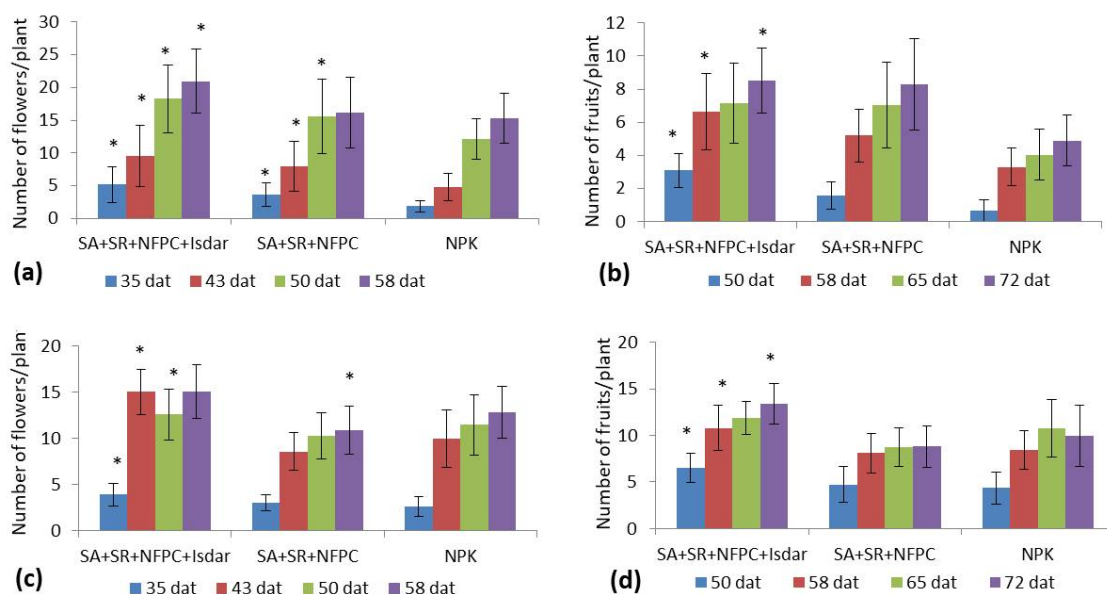 Number of flowers/plant
30
25
20
15
10
5
0
* * * * * * *
SA+SR+NFPC+Isdar SA+SR+NFPC NPK
(a)
35 dat 43 dat 50 dat 58 dat
Number of fruits/plant
12
10
8
6
4
2
0
* * *
SA+SR+NFPC+Isdar SA+SR+NFPC NPK
(b)
50 dat 58 dat 65 dat 72 dat
Number of flowers/plan
20
15
10
5
0
* * * *
SA+SR+NFPC+Isdar SA+SR+NFPC NPK
(c)
35 dat 43 dat 50 dat 58 dat
Number of fruits/plant
20
15
10
5
0
* * *
SA+SR+NFPC+Isdar SA+SR+NFPC NPK
(d)
50 dat 58 dat 65 dat 72 dat